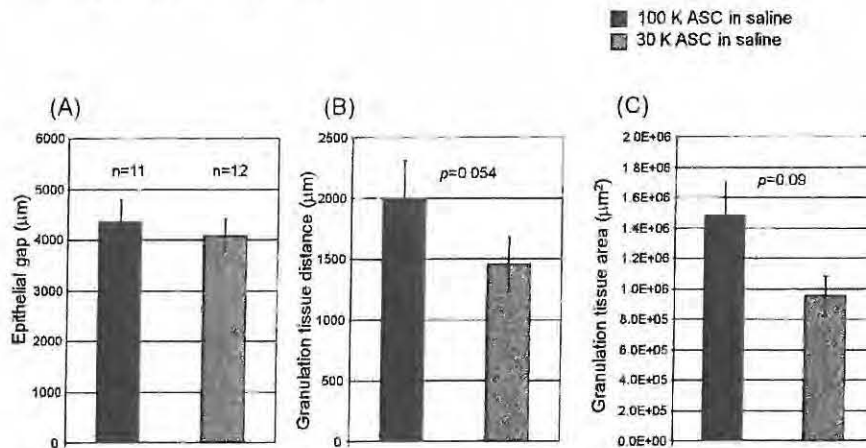 100 K ASC in saline
30 K ASC in saline
(A)
Epithelial gap (μm)
6000
5000
4000
3000
2000
1000
0
n=11
n=12
(B)
Granulation tissue distance (μm)
2500
2000
1500
1000
500
0
p=0 054
(C)
Granulation tissue area (μm²)
2.0E+06
1.8E+06
1.6E+06
1.4E+06
1.2E+06
1.0E+06
8.0E+05
6.0E+05
4.0E+05
2.0E+05
0.0E+00
p=0.09